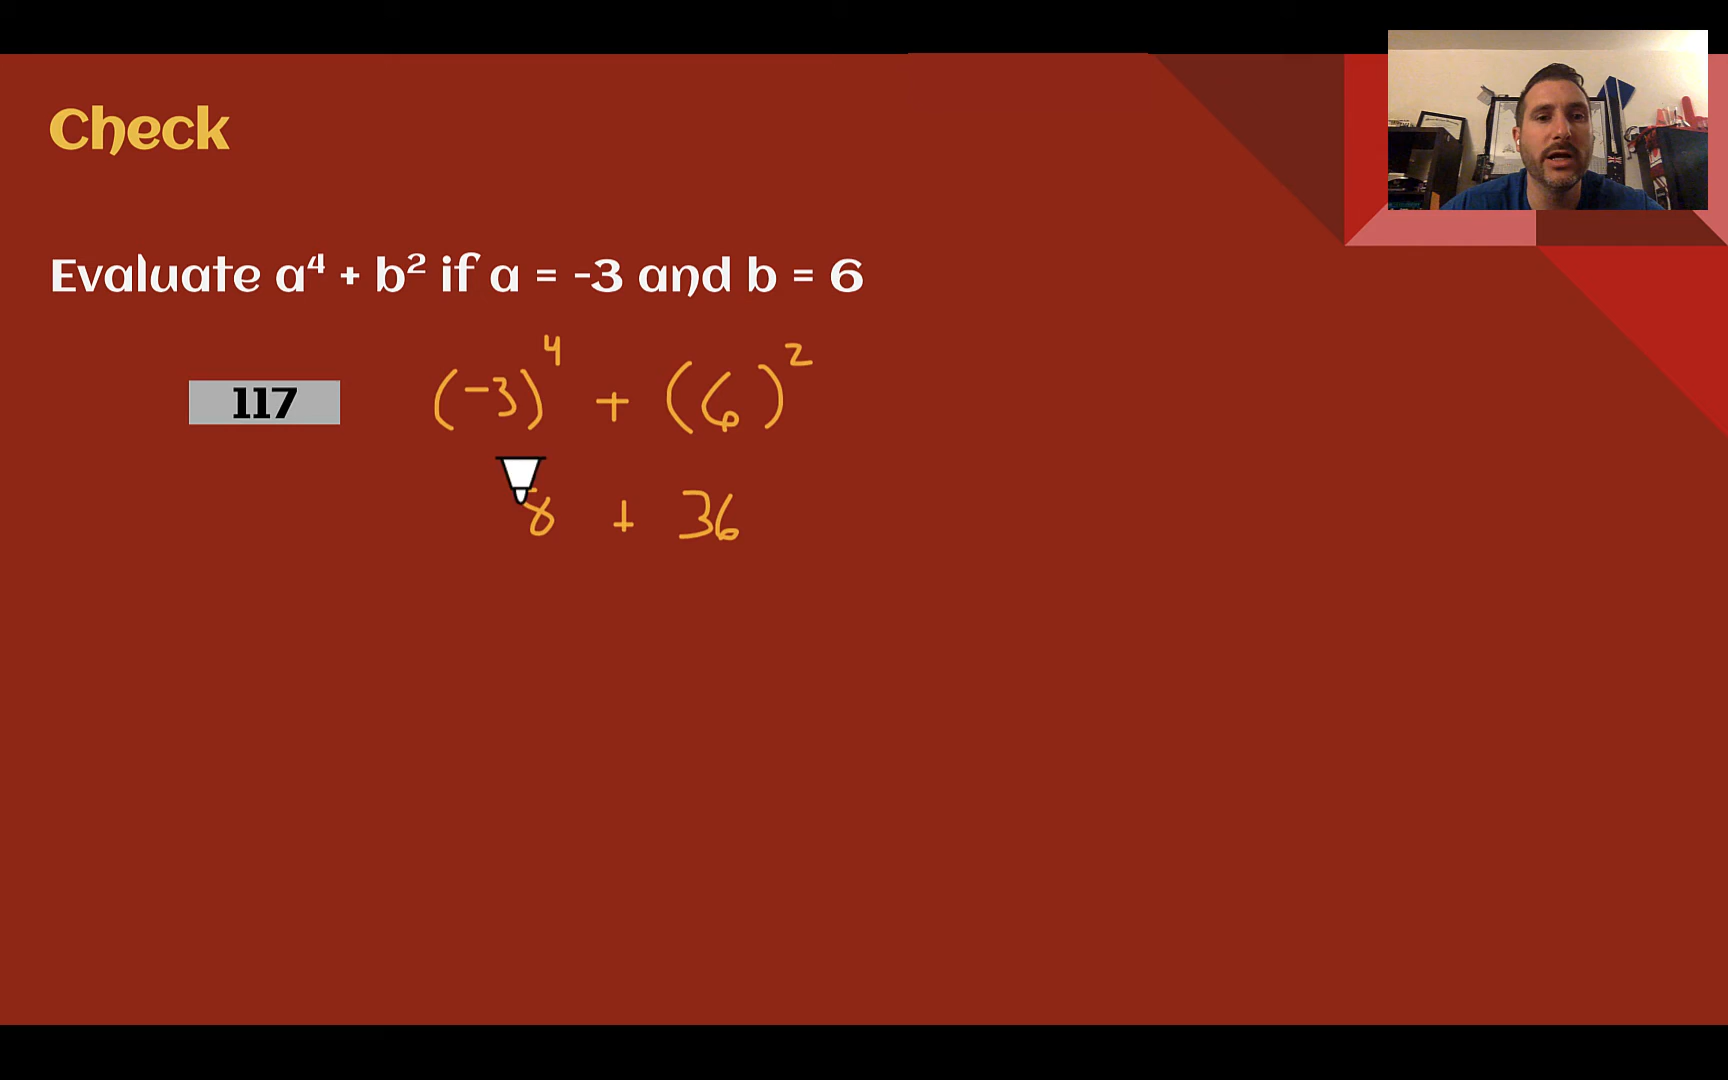 Check
Evaluate a⁴ + b² if a = -3 and b = 6
117
(-3)⁴ + (6)²
8 + 36